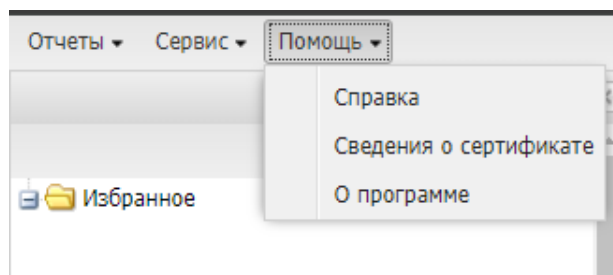 Отчеты Сервис Помощь
Справка
Сведения о сертификате
Избранное
О программе